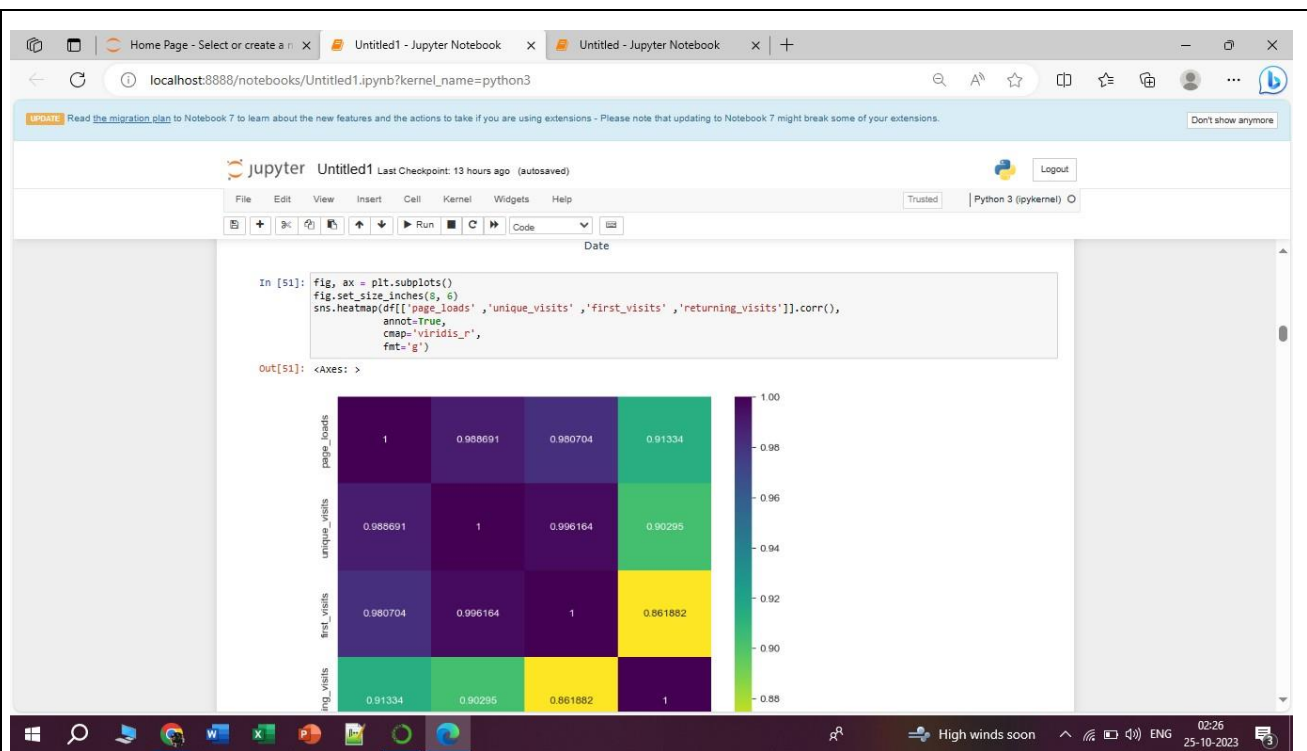 Home Page - Select or create a n
Untitled1 - Jupyter Notebook
Untitled - Jupyter Notebook
localhost:8888/notebooks/Untitled1.ipynb?kernel_name=python3
UPDATE Read the migration plan to Notebook 7 to learn about the new features and the actions to take if you are using extensions - Please note that updating to Notebook 7 might break some of your extensions.
Don't show anymore
jupyter Untitled1 Last Checkpoint: 13 hours ago (autosaved)
Logout
File Edit View Insert Cell Kernel Widgets Help
Trusted
Python 3 (ipykernel)
Run
Code
Date
In [51]: fig, ax = plt.subplots()
fig.set_size_inches(8, 6)
sns.heatmap(df[['page_loads' ,'unique_visits' ,'first_visits' ,'returning_visits']].corr(),
annot=True,
cmap='viridis_r',
fmt='g')
Out[51]: <Axes: >
page_loads
1 0.988691 0.980704 0.91334
unique_visits
0.988691 1 0.996164 0.90295
first_visits
0.980704 0.996164 1 0.861882
ing_visits
0.91334 0.90295 0.861882 1
1.00
0.98
0.96
0.94
0.92
0.90
0.88
High winds soon
ENG
02:26
25-10-2023
3